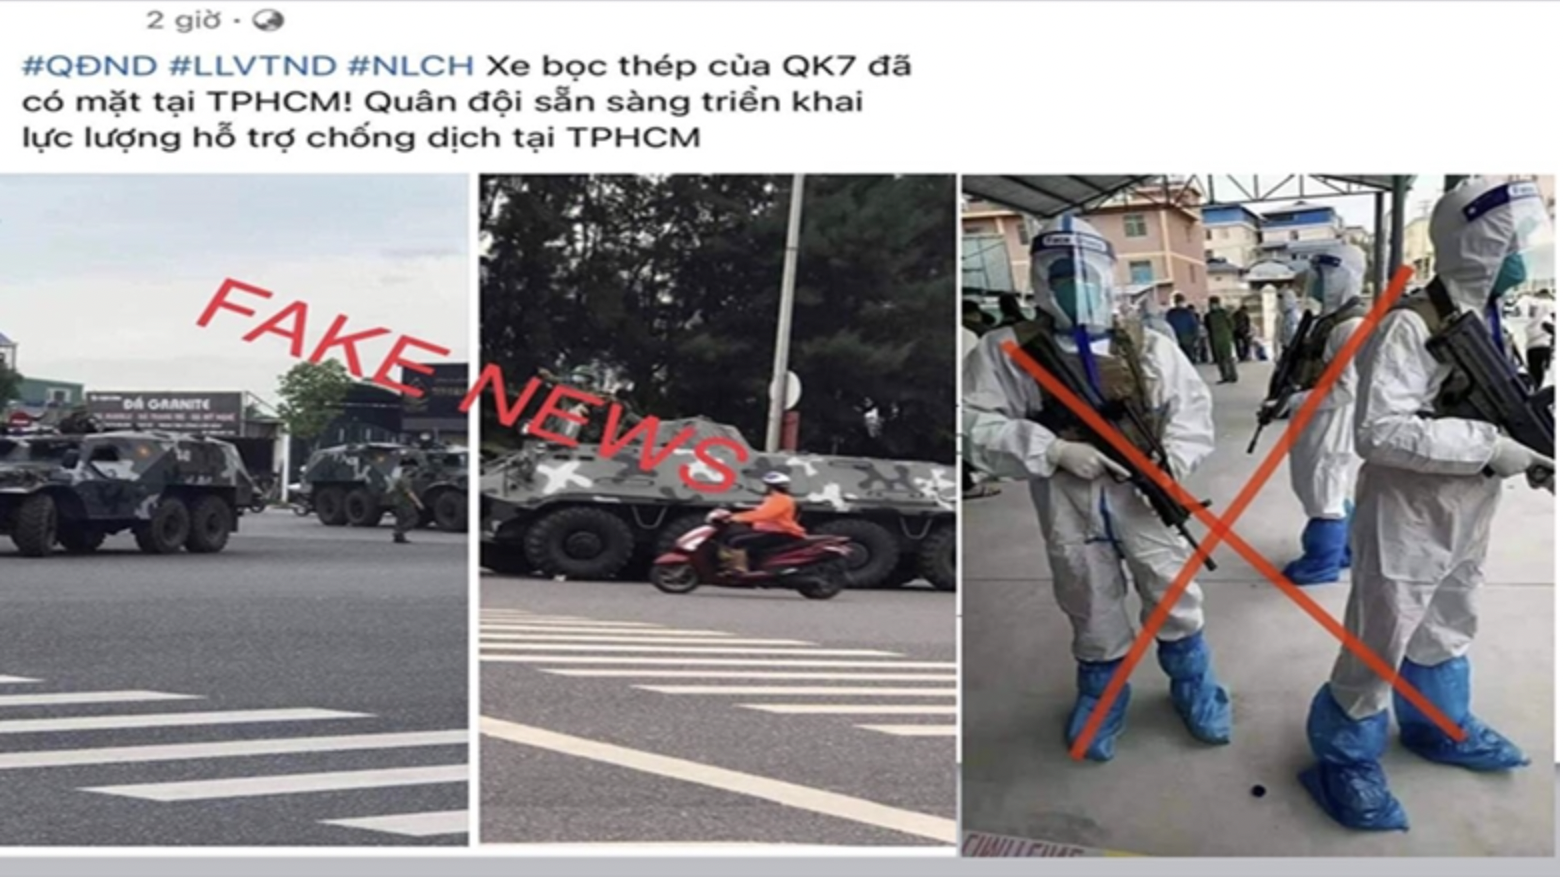 2 giờ ·
#QĐND #LLVTND #NLCH Xe bọc thép của QK7 đã
có mặt tại TPHCM! Quân đội sẵn sàng triển khai
lực lượng hỗ trợ chống dịch tại TPHCM
FAKE NEWS
ĐÁ GRANITE